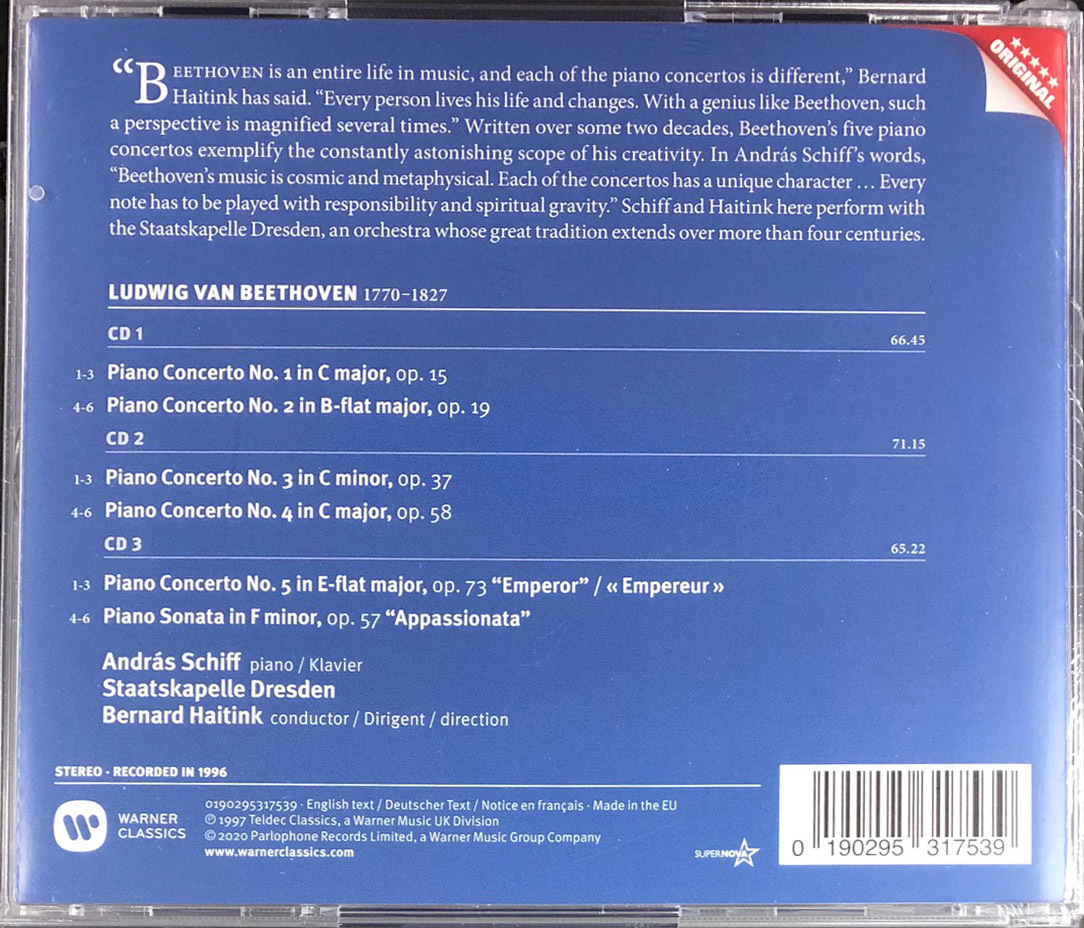 ★★★★★
ORIGINAL
“BEETHOVEN is an entire life in music, and each of the piano concertos is different,” Bernard
Haitink has said. “Every person lives his life and changes. With a genius like Beethoven, such
a perspective is magnified several times.” Written over some two decades, Beethoven’s five piano
concertos exemplify the constantly astonishing scope of his creativity. In András Schiff’s words,
“Beethoven’s music is cosmic and metaphysical. Each of the concertos has a unique character ... Every
note has to be played with responsibility and spiritual gravity.” Schiff and Haitink here perform with
the Staatskapelle Dresden, an orchestra whose great tradition extends over more than four centuries.
LUDWIG VAN BEETHOVEN 1770–1827
CD 1 66.45
1-3 Piano Concerto No. 1 in C major, op. 15
4-6 Piano Concerto No. 2 in B-flat major, op. 19
CD 2 71.15
1-3 Piano Concerto No. 3 in C minor, op. 37
4-6 Piano Concerto No. 4 in C major, op. 58
CD 3 65.22
1-3 Piano Concerto No. 5 in E-flat major, op. 73 “Emperor” / « Empereur »
4-6 Piano Sonata in F minor, op. 57 “Appassionata”
András Schiff piano / Klavier
Staatskapelle Dresden
Bernard Haitink conductor / Dirigent / direction
STEREO · RECORDED IN 1996
WARNER
CLASSICS
0190295317539 · English text / Deutscher Text / Notice en français · Made in the EU
℗ 1997 Teldec Classics, a Warner Music UK Division
© 2020 Parlophone Records Limited, a Warner Music Group Company
www.warnerclassics.com
SUPERNOVA
0 190295 317539